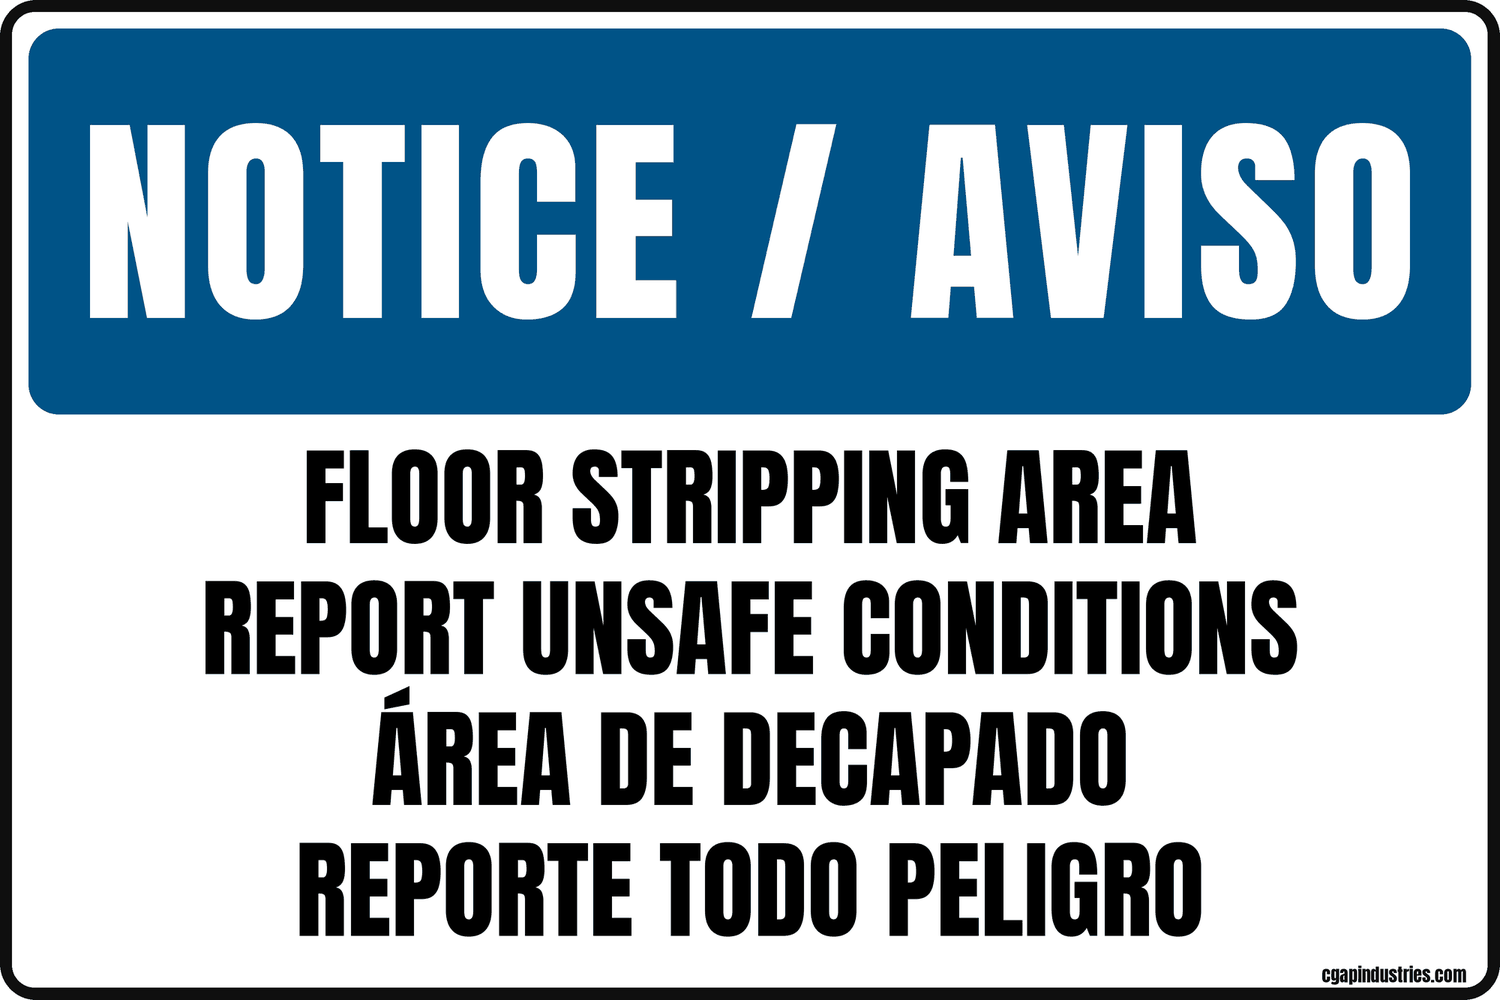 NOTICE / AVISO
FLOOR STRIPPING AREA
REPORT UNSAFE CONDITIONS
ÁREA DE DECAPADO
REPORTE TODO PELIGRO
cgapindustries.com